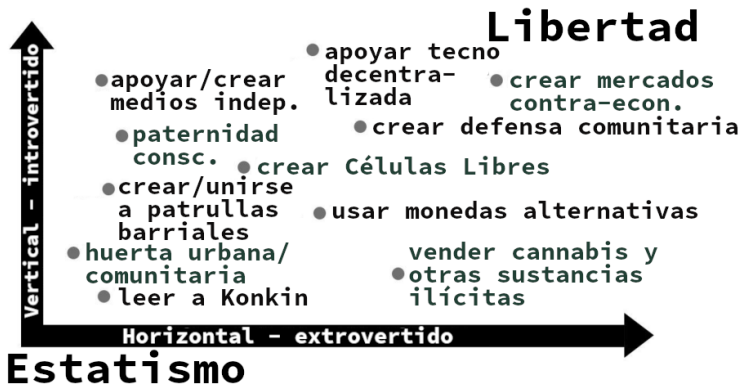 Libertad
apoyar tecno
decentra-
lizada
apoyar/crear
medios indep.
crear mercados
contra-econ.
crear defensa comunitaria
paternidad
consc.
crear Células Libres
crear/unirse
a patrullas
barriales
usar monedas alternativas
huerta urbana/
comunitaria
vender cannabis y
otras sustancias
ilícitas
leer a Konkin
Vertical - introvertido
Horizontal - extrovertido
Estatismo